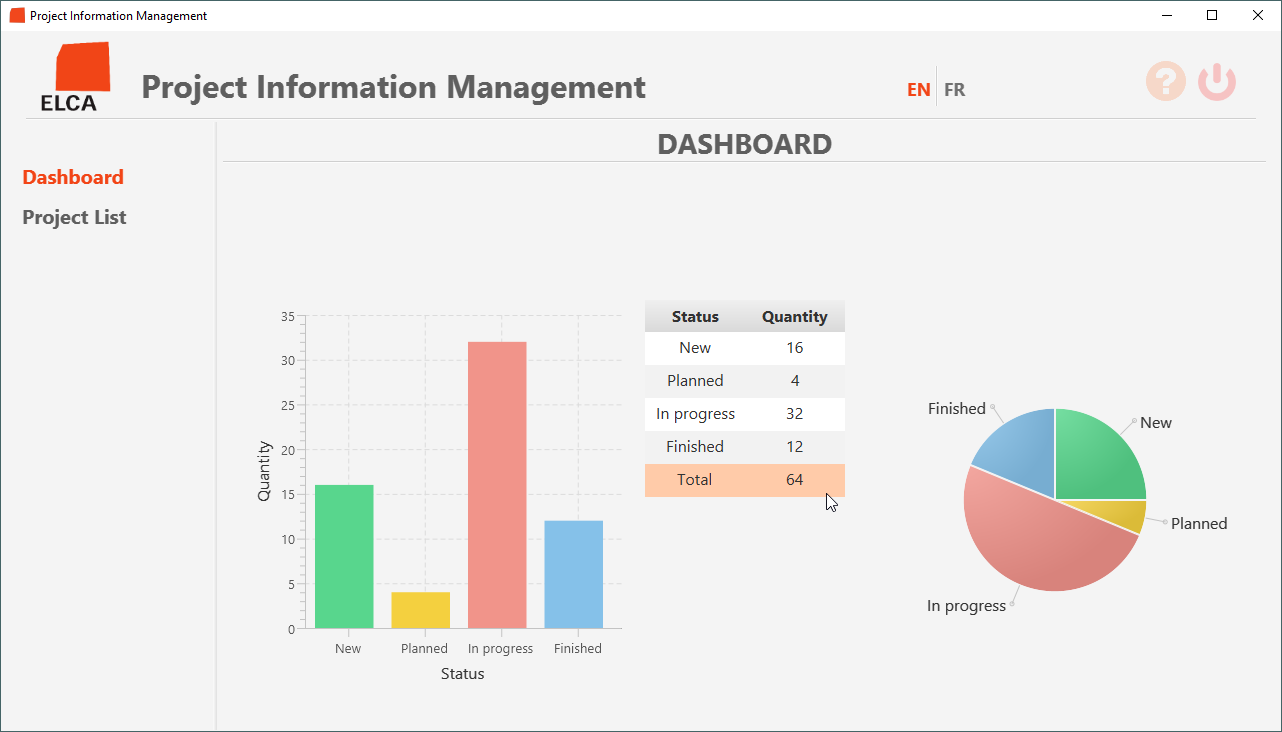 Project Information Management
ELCA
Project Information Management
EN FR
?
DASHBOARD
Dashboard
Project List
35
30
25
20
15
10
5
0
Quantity
New Planned In progress Finished
Status
Status Quantity
New 16
Planned 4
In progress 32
Finished 12
Total 64
Finished
New
Planned
In progress